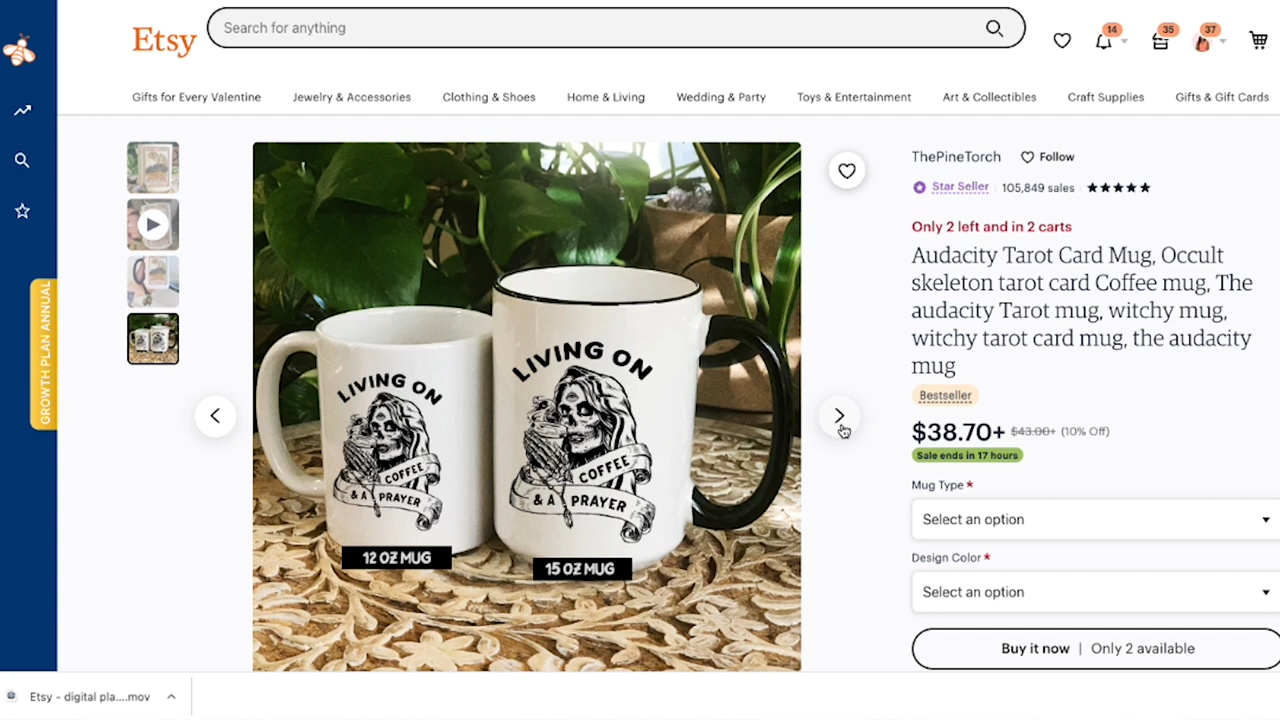 Etsy
Search for anything
14
35
37
Gifts for Every Valentine
Jewelry & Accessories
Clothing & Shoes
Home & Living
Wedding & Party
Toys & Entertainment
Art & Collectibles
Craft Supplies
Gifts & Gift Cards
GROWTH PLAN ANNUAL
LIVING ON
COFFEE
& A PRAYER
12 OZ MUG
LIVING ON
COFFEE
& A PRAYER
15 OZ MUG
ThePineTorch
Follow
Star Seller
105,849 sales
Only 2 left and in 2 carts
Audacity Tarot Card Mug, Occult
skeleton tarot card Coffee mug, The
audacity Tarot mug, witchy mug,
witchy tarot card mug, the audacity
mug
Bestseller
$38.70+ $43.00+ (10% Off)
Sale ends in 17 hours
Mug Type *
Select an option
Design Color *
Select an option
Buy it now | Only 2 available
Etsy - digital pla....mov